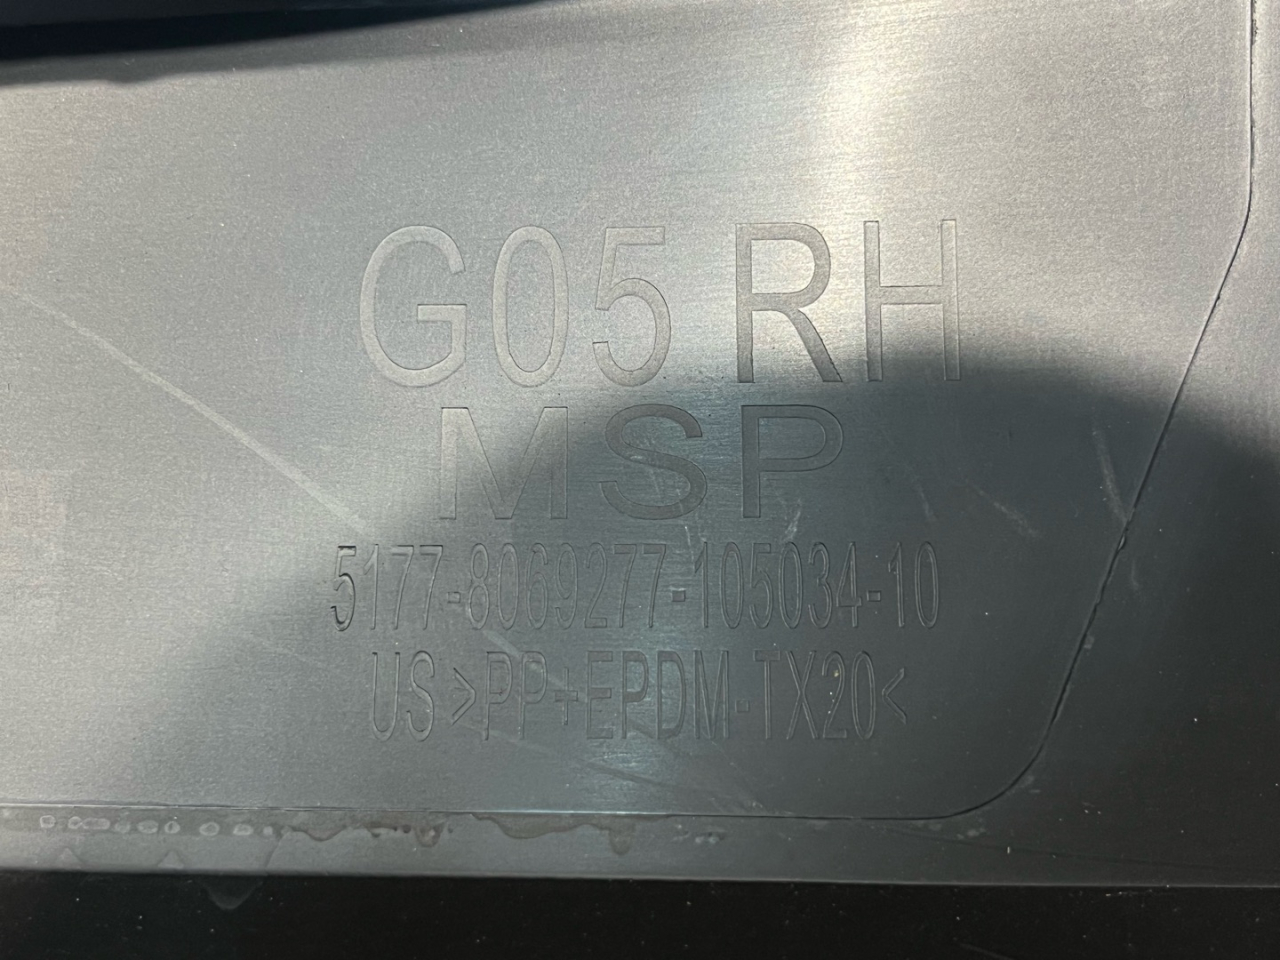 G05 RH
MSP
5177-8069277-105034-10
US >PP+EPDM-TX20<